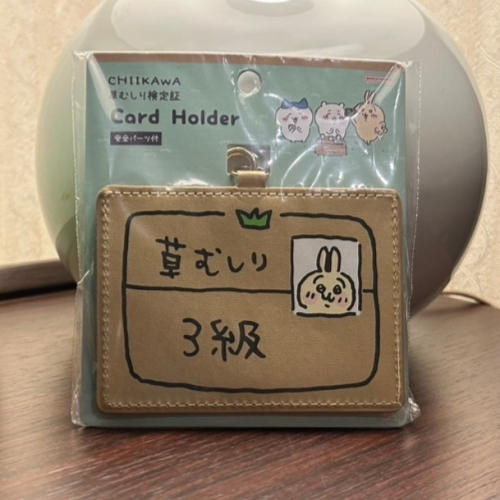 CHIIKAWA
草むしり検定証
Card Holder
安全パーツ付
草むしり
3級